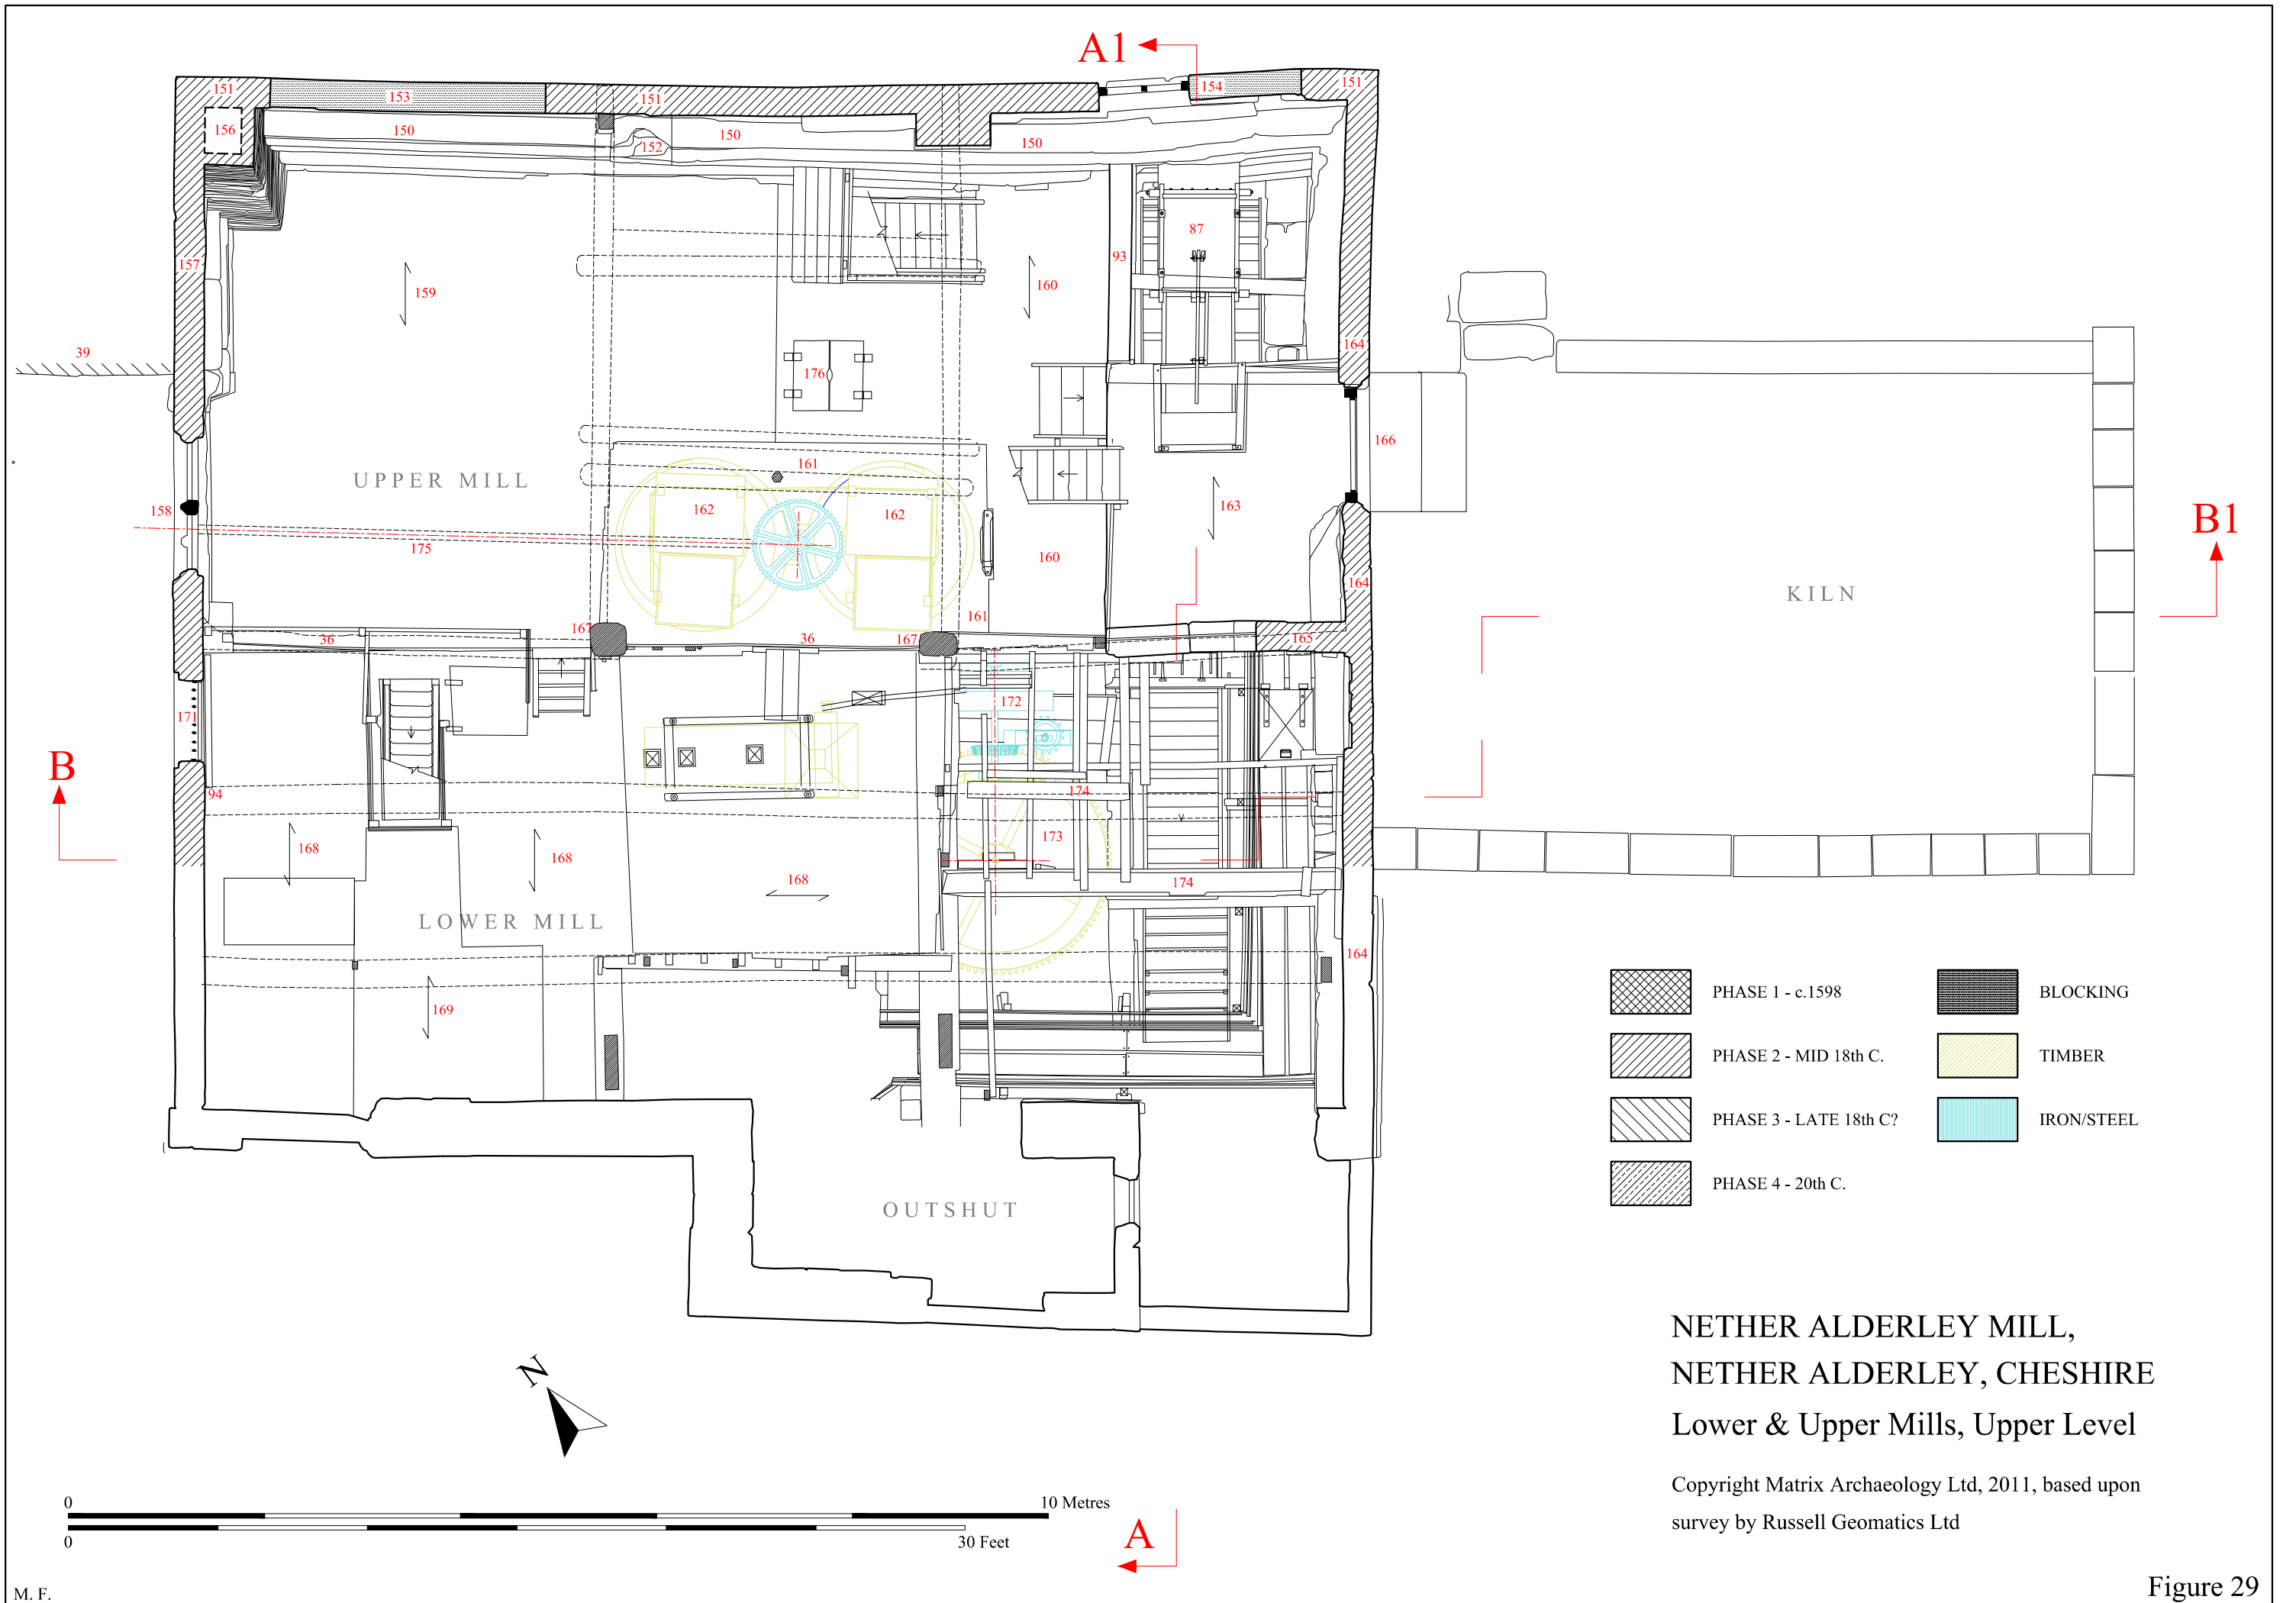 A1
151
153
151
154
151
156
150
150
150
152
157
93
87
159
160
160
39
176
164
166
UPPER MILL
161
162
162
163
B1
158
175
160
164
KILN
161
167
36
167
36
165
171
172
B
94
174
173
168
168
168
174
LOWER MILL
164
169
OUTSHUT
PHASE 1 - c.1598
BLOCKING
PHASE 2 - MID 18th C.
TIMBER
PHASE 3 - LATE 18th C?
IRON/STEEL
PHASE 4 - 20th C.
NETHER ALDERLEY MILL,
NETHER ALDERLEY, CHESHIRE
Lower & Upper Mills, Upper Level
Copyright Matrix Archaeology Ltd, 2011, based upon
survey by Russell Geomatics Ltd
N
0
10 Metres
0
30 Feet
A
M. F.
Figure 29